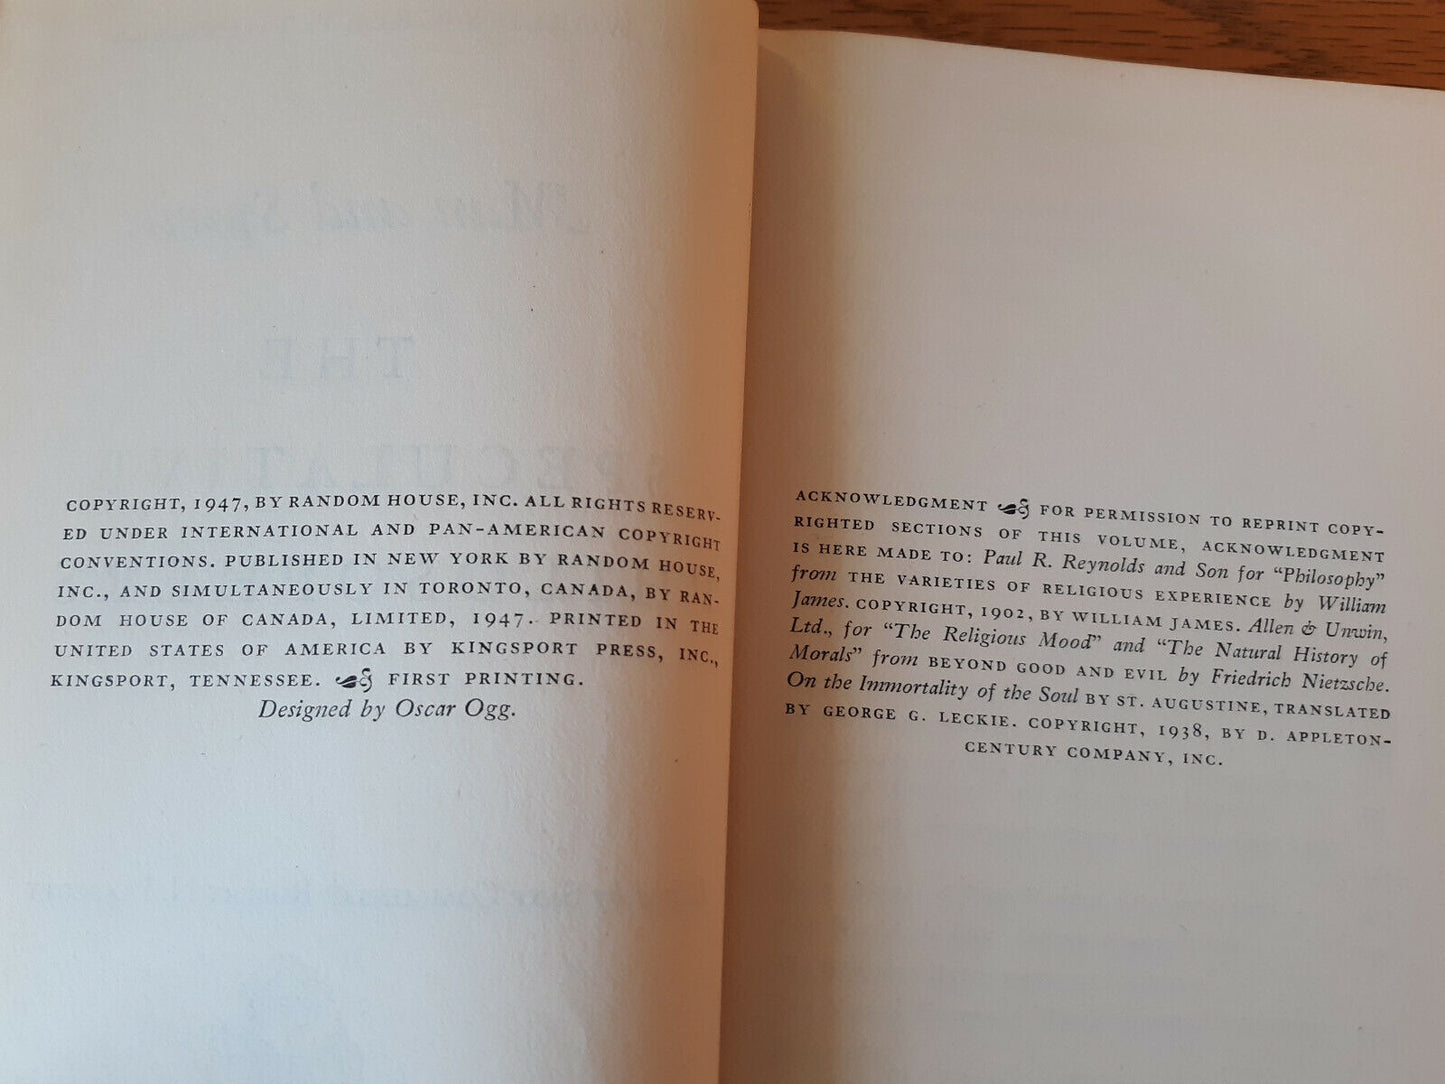 COPYRIGHT, 1947, BY RANDOM HOUSE, INC. ALL RIGHTS RESERV-
ED UNDER INTERNATIONAL AND PAN-AMERICAN COPYRIGHT
CONVENTIONS. PUBLISHED IN NEW YORK BY RANDOM HOUSE,
INC., AND SIMULTANEOUSLY IN TORONTO, CANADA, BY RAN-
DOM HOUSE OF CANADA, LIMITED, 1947. PRINTED IN THE
UNITED STATES OF AMERICA BY KINGSPORT PRESS, INC.,
KINGSPORT, TENNESSEE. FIRST PRINTING.
Designed by Oscar Ogg.
ACKNOWLEDGMENT FOR PERMISSION TO REPRINT COPY-
RIGHTED SECTIONS OF THIS VOLUME, ACKNOWLEDGMENT
IS HERE MADE TO: Paul R. Reynolds and Son for “Philosophy”
from THE VARIETIES OF RELIGIOUS EXPERIENCE by William
James. COPYRIGHT, 1902, BY WILLIAM JAMES. Allen & Unwin,
Ltd., for “The Religious Mood” and “The Natural History of
Morals” from BEYOND GOOD AND EVIL by Friedrich Nietzsche.
On the Immortality of the Soul BY ST. AUGUSTINE, TRANSLATED
BY GEORGE G. LECKIE. COPYRIGHT, 1938, BY D. APPLETON-
CENTURY COMPANY, INC.